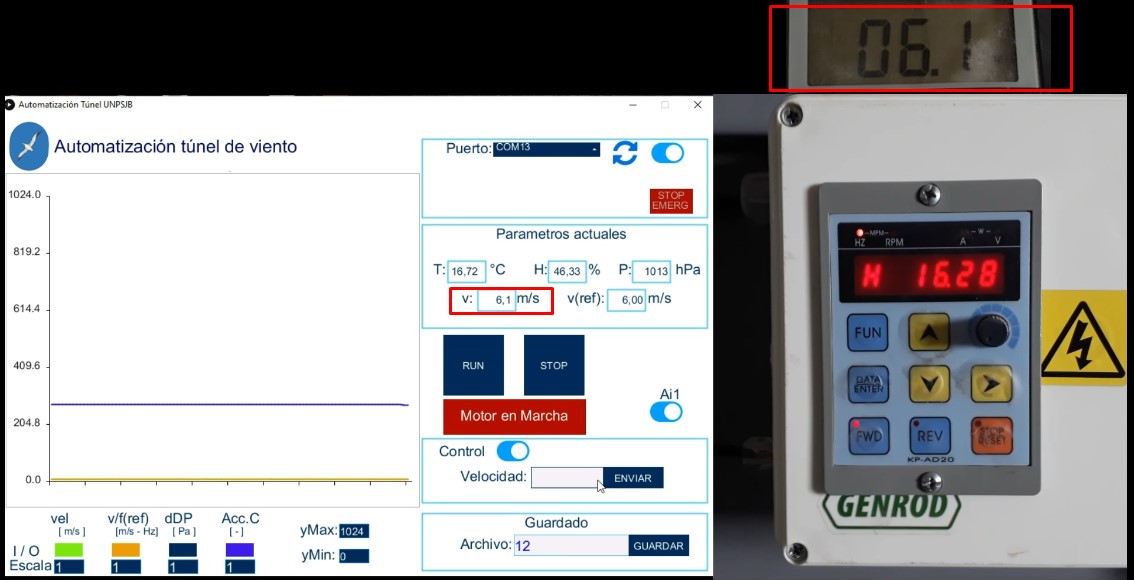 06.1
Automatización Túnel UNPSJB
Automatización túnel de viento
1024.0
819.2
614.4
409.6
204.8
0.0
vel
[ m/s ]
v/f(ref)
[m/s - Hz]
dDP
[ Pa ]
Acc.C
[ - ]
I / O
Escala 1 1 1 1
yMax: 1024
yMin: 0
Puerto: COM13
STOP
EMERG
Parametros actuales
T: 16,72 °C H: 46,33 % P: 1013 hPa
v: 6,1 m/s v(ref): 6,00 m/s
RUN STOP
Motor en Marcha
Ai1
Control
Velocidad: ENVIAR
Guardado
Archivo: 12 GUARDAR
-MPM- -W-
HZ RPM A V
H 16.28
FUN
DATA
ENTER
FWD REV STOP
RESET
KP-AD20
GENROD